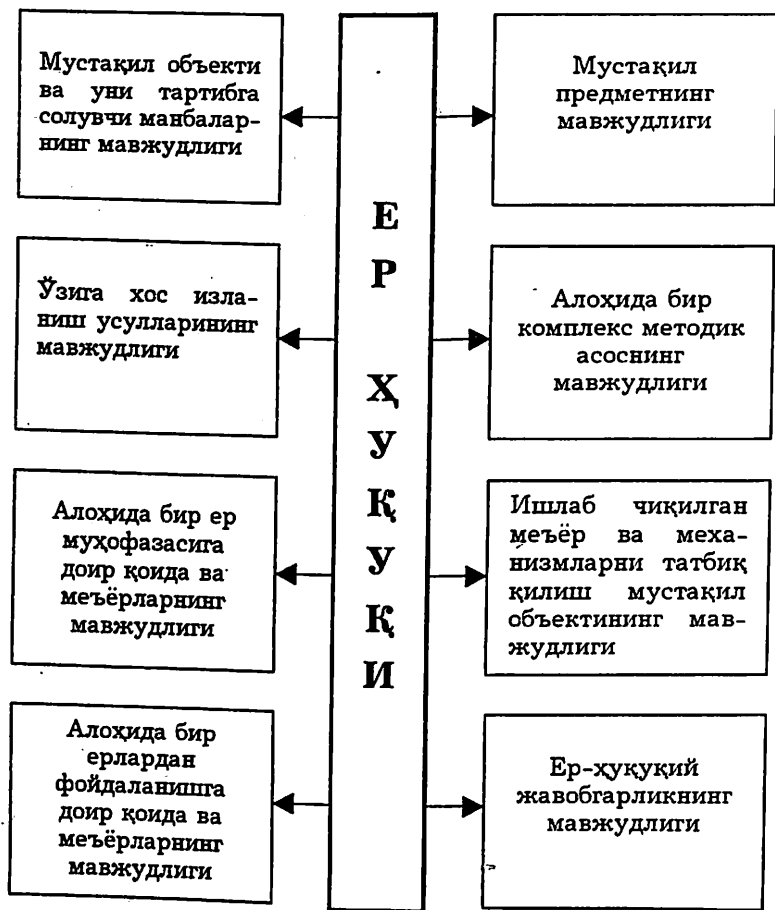 Мустақил объекти
ва уни тартибга
солувчи манбалар-
нинг мавжудлиги
Мустақил
предметнинг
мавжудлиги
Е
Р
Ҳ
У
Қ
У
Қ
И
Ўзига хос изла-
ниш усулларининг
мавжудлиги
Алоҳида бир
комплекс методик
асоснинг
мавжудлиги
Алоҳида бир ер
муҳофазасига
доир қоида ва
меъёрларнинг
мавжудлиги
Ишлаб чиқилган
меъёр ва меха-
низмларни татбиқ
қилиш мустақил
объектининг мав-
жудлиги
Алоҳида бир
ерлардан
фойдаланишга
доир қоида ва
меъёрларнинг
мавжудлиги
Ер-ҳуқуқий
жавобгарликнинг
мавжудлиги